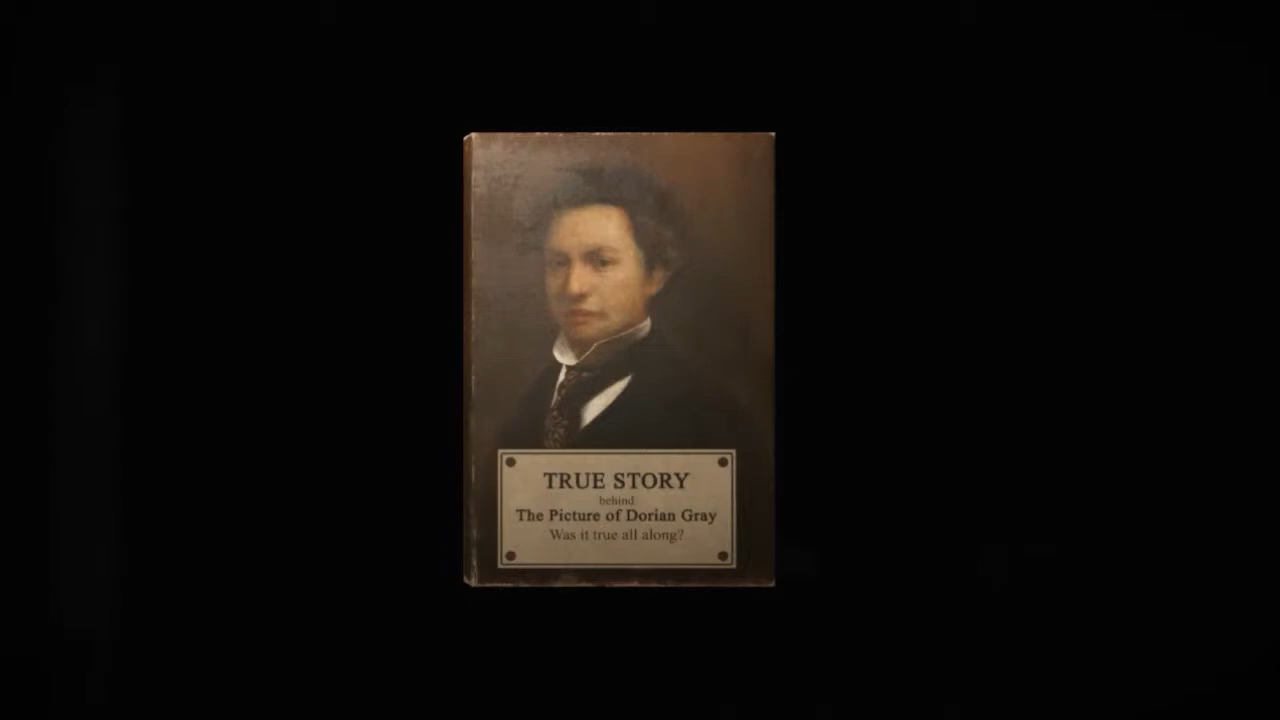 TRUE STORY
behind
The Picture of Dorian Gray
Was it true all along?